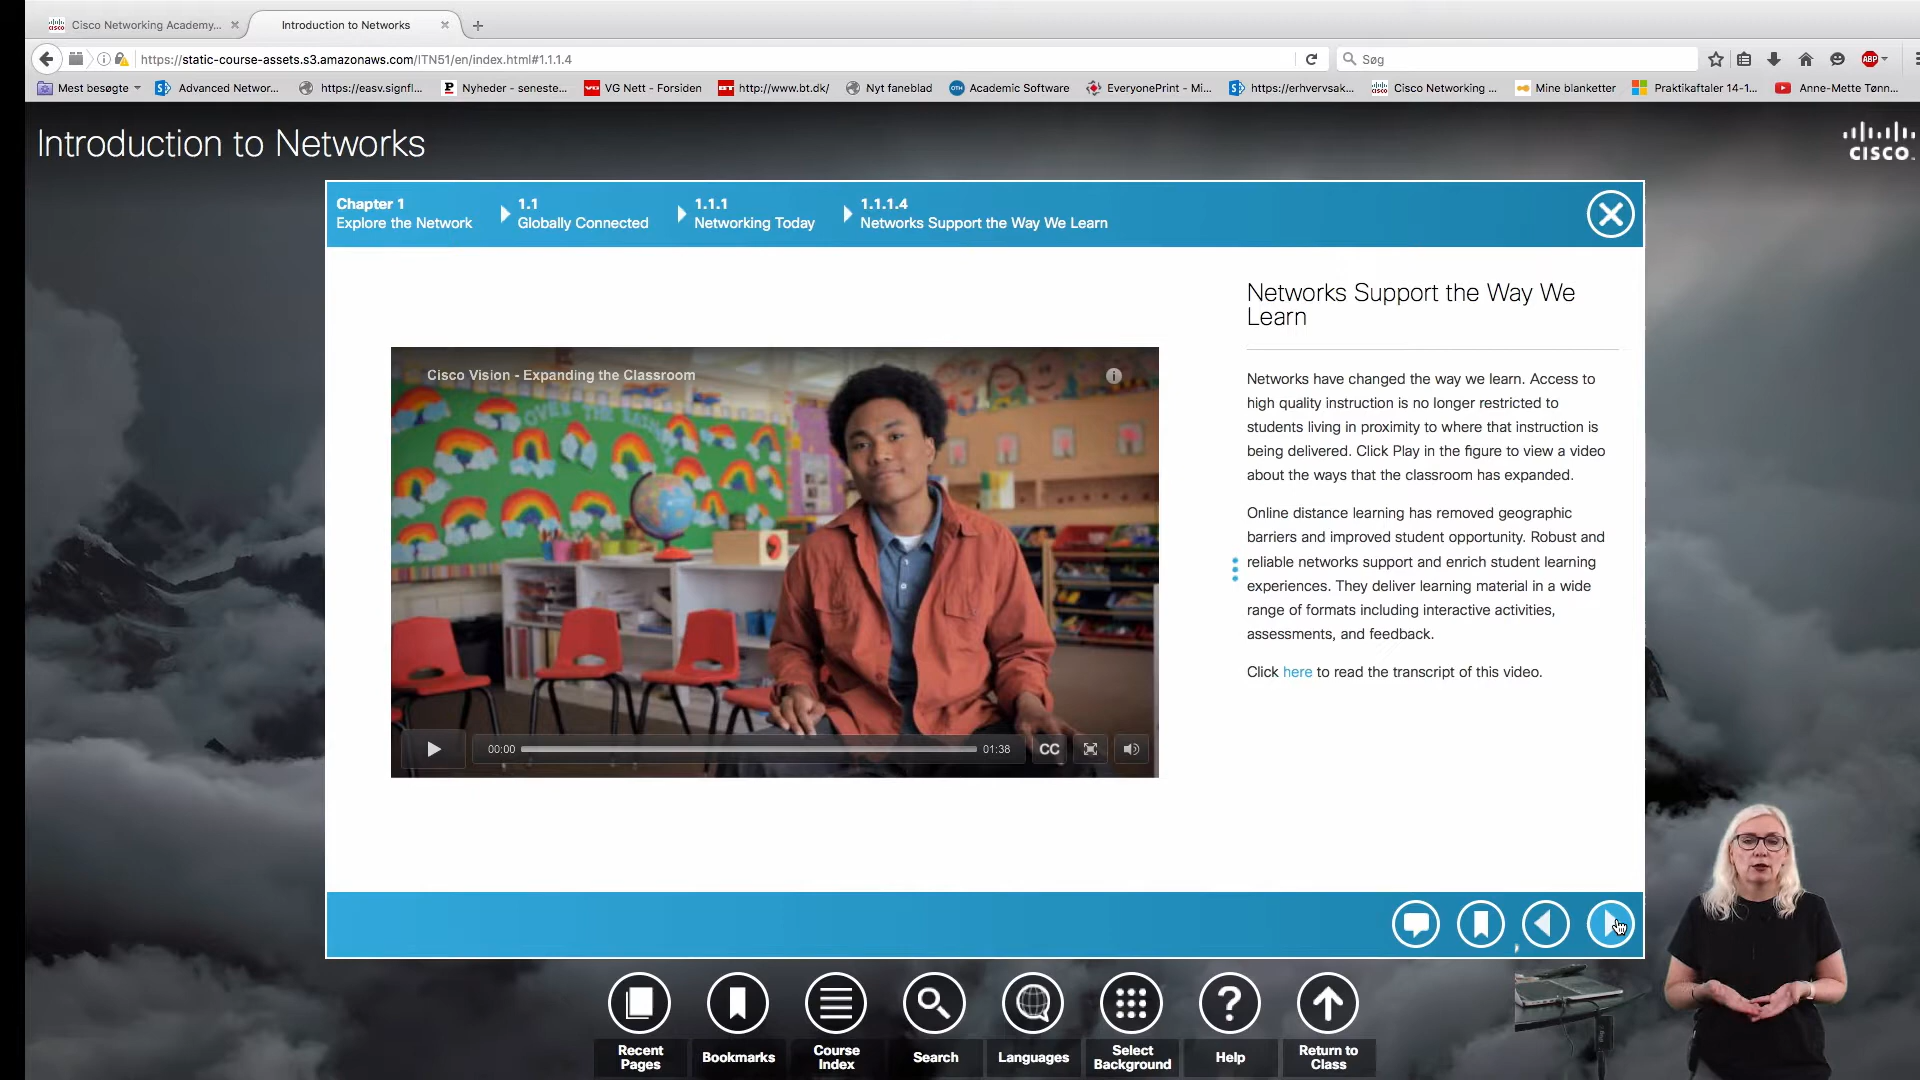 Cisco Networking Academy...
Introduction to Networks
https://static-course-assets.s3.amazonaws.com/ITN51/en/index.html#1.1.1.4
Søg
ABP
Mest besøgte
Advanced Networ...
https://easv.signfl...
Nyheder - seneste...
VG Nett - Forsiden
http://www.bt.dk/
Nyt faneblad
Academic Software
EveryonePrint - Mi...
https://erhvervsak...
Cisco Networking ...
Mine blanketter
Praktikaftaler 14-1...
Anne-Mette Tønn...
Introduction to Networks
CISCO
Chapter 1
Explore the Network
1.1
Globally Connected
1.1.1
Networking Today
1.1.1.4
Networks Support the Way We Learn
Cisco Vision - Expanding the Classroom
OVER THE RAIN
00:00
01:38
CC
Networks Support the Way We
Learn
Networks have changed the way we learn. Access to
high quality instruction is no longer restricted to
students living in proximity to where that instruction is
being delivered. Click Play in the figure to view a video
about the ways that the classroom has expanded.
Online distance learning has removed geographic
barriers and improved student opportunity. Robust and
reliable networks support and enrich student learning
experiences. They deliver learning material in a wide
range of formats including interactive activities,
assessments, and feedback.
Click here to read the transcript of this video.
Recent
Pages
Bookmarks
Course
Index
Search
Languages
Select
Background
Help
Return to
Class